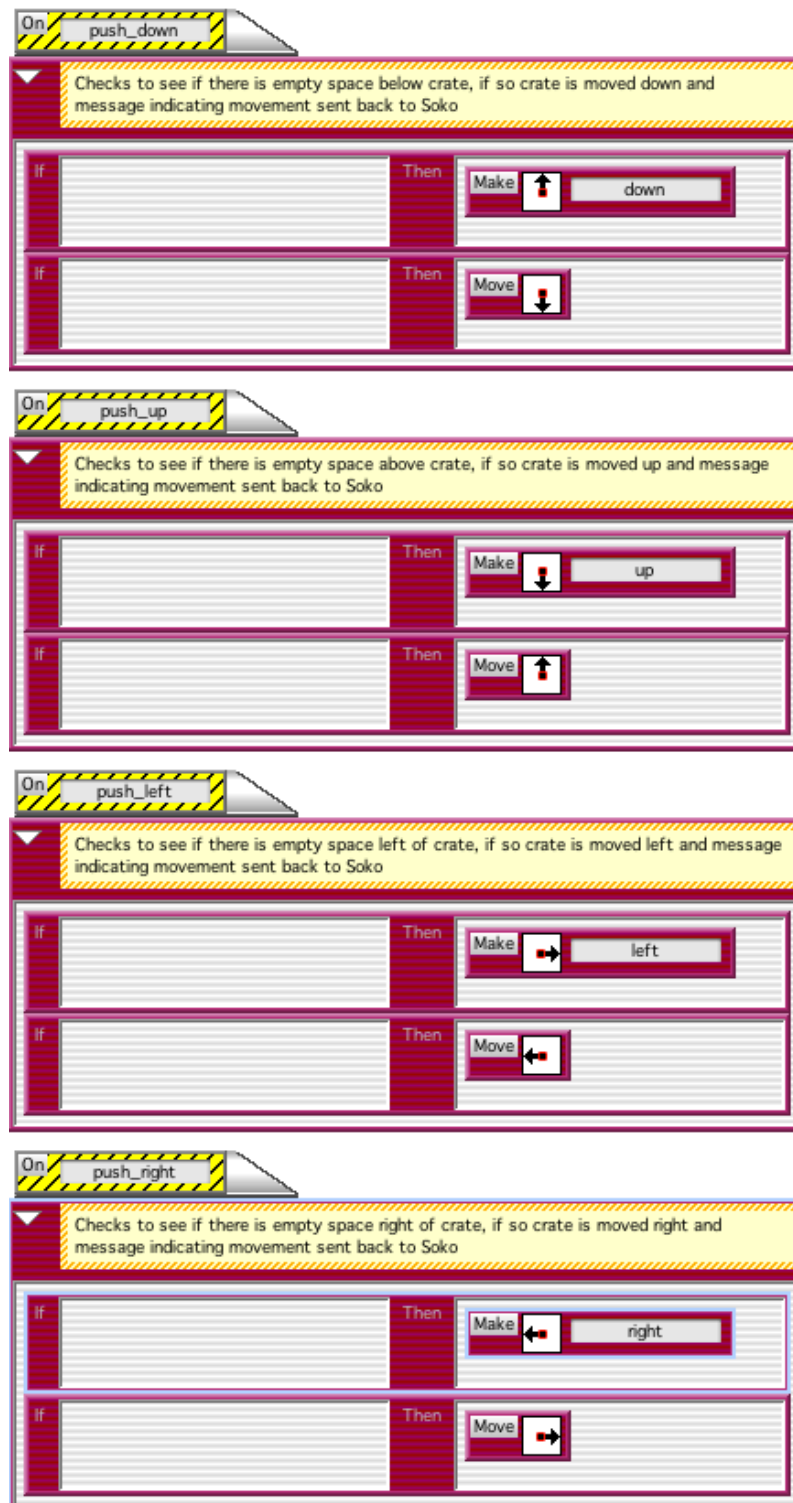 On push_down
Checks to see if there is empty space below crate, if so crate is moved down and
message indicating movement sent back to Soko
If Then Make down
If Then Move
On push_up
Checks to see if there is empty space above crate, if so crate is moved up and message
indicating movement sent back to Soko
If Then Make up
If Then Move
On push_left
Checks to see if there is empty space left of crate, if so crate is moved left and message
indicating movement sent back to Soko
If Then Make left
If Then Move
On push_right
Checks to see if there is empty space right of crate, if so crate is moved right and
message indicating movement sent back to Soko
If Then Make right
If Then Move